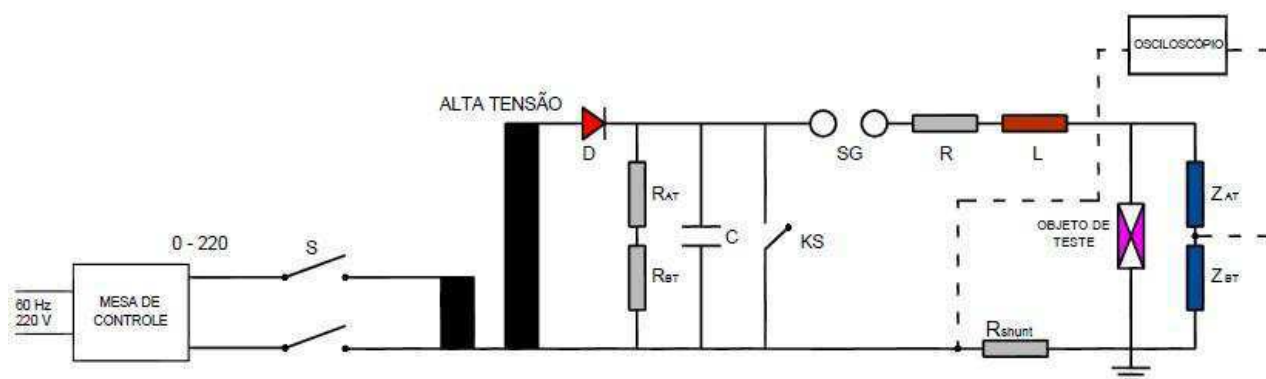 OSCILOSCÓPIO
ALTA TENSÃO
D
SG
R
L
RAT
RBT
C
KS
OBJETO DE
TESTE
ZAT
ZBT
0 - 220
S
60 Hz
220 V
MESA DE
CONTROLE
Rshunt